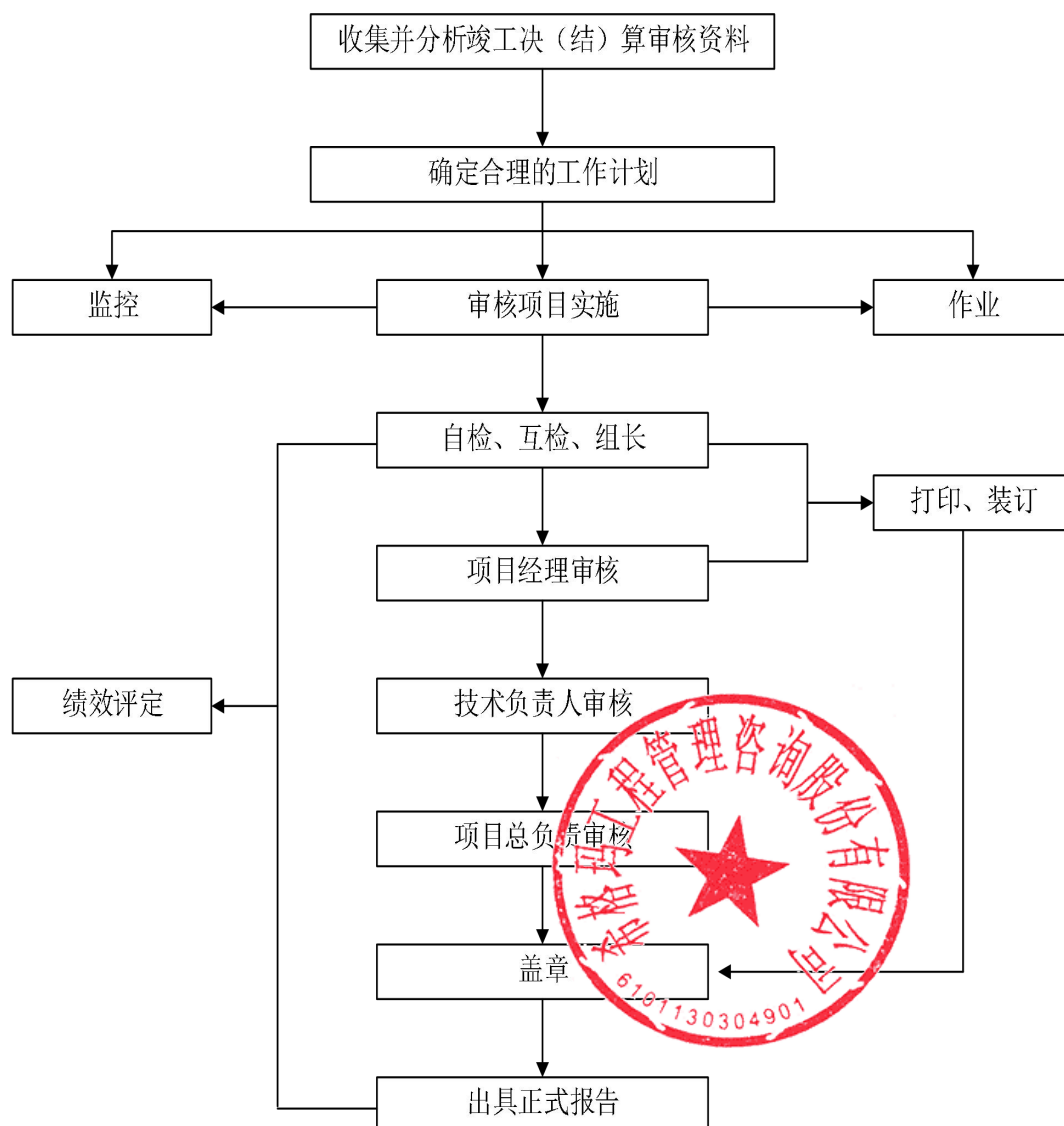 收集并分析竣工决（结）算审核资料
确定合理的工作计划
监控
审核项目实施
作业
自检、互检、组长
打印、装订
项目经理审核
绩效评定
技术负责人审核
项目总负责审核
盖章
出具正式报告
希格玛工程管理咨询股份有限公司
6101130304901